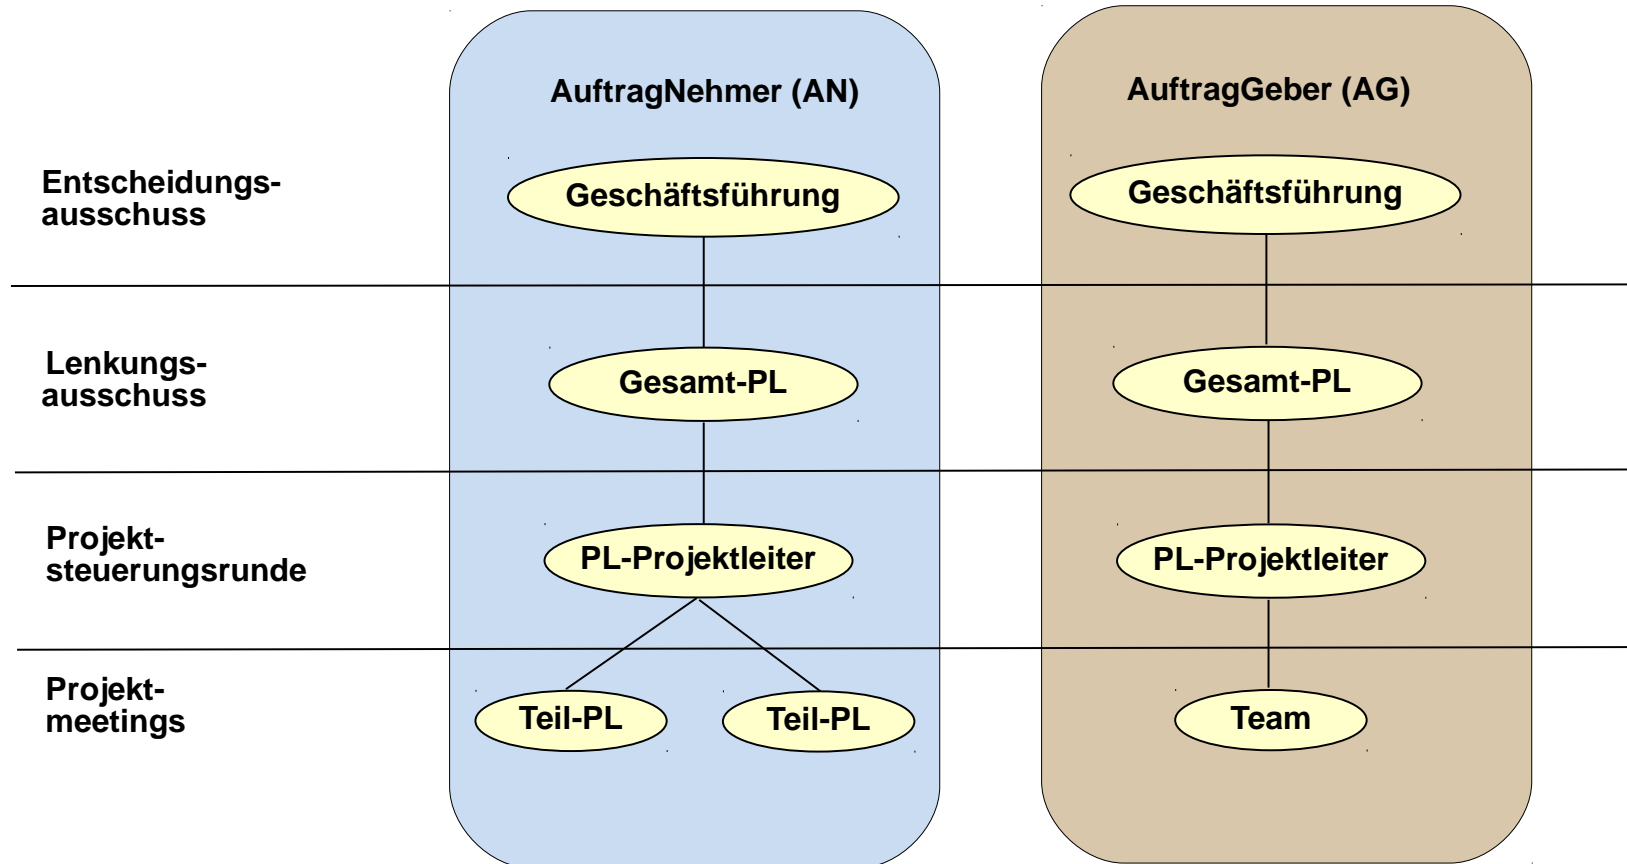 AuftragNehmer (AN)
AuftragGeber (AG)
Entscheidungs-
ausschuss
Geschäftsführung
Geschäftsführung
Lenkungs-
ausschuss
Gesamt-PL
Gesamt-PL
Projekt-
steuerungsrunde
PL-Projektleiter
PL-Projektleiter
Projekt-
meetings
Teil-PL
Teil-PL
Team